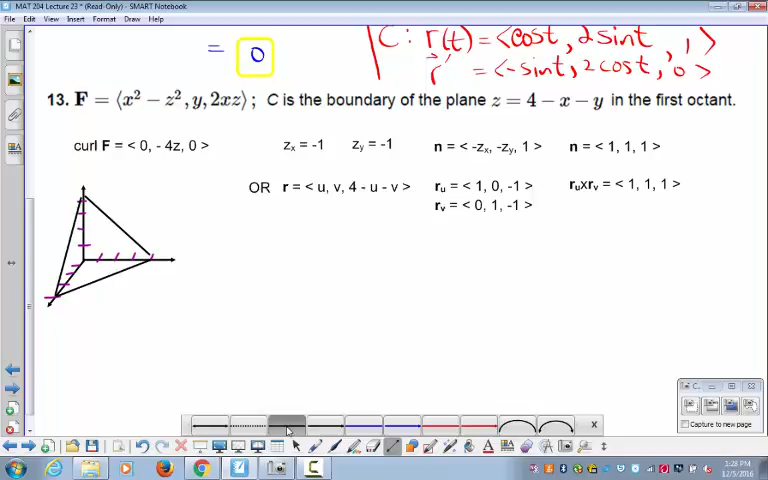 MAT 204 Lecture 23 * (Read-Only) - SMART Notebook
File Edit View Insert Format Draw Help
= 0
C : r(t) = <cost, 2sint, 1>
r' = <-sint, 2cost, 0>
13. F = ⟨x² − z², y, 2xz⟩; C is the boundary of the plane z = 4 − x − y in the first octant.
curl F = < 0, - 4z, 0 > zₓ = -1 zᵧ = -1 n = < -zₓ, -zᵧ, 1 > n = < 1, 1, 1 >
OR r = < u, v, 4 - u - v > rᵤ = < 1, 0, -1 > rᵤxrᵥ = < 1, 1, 1 >
rᵥ = < 0, 1, -1 >
C...
Capture to new page
x
3:28 PM
12/5/2016